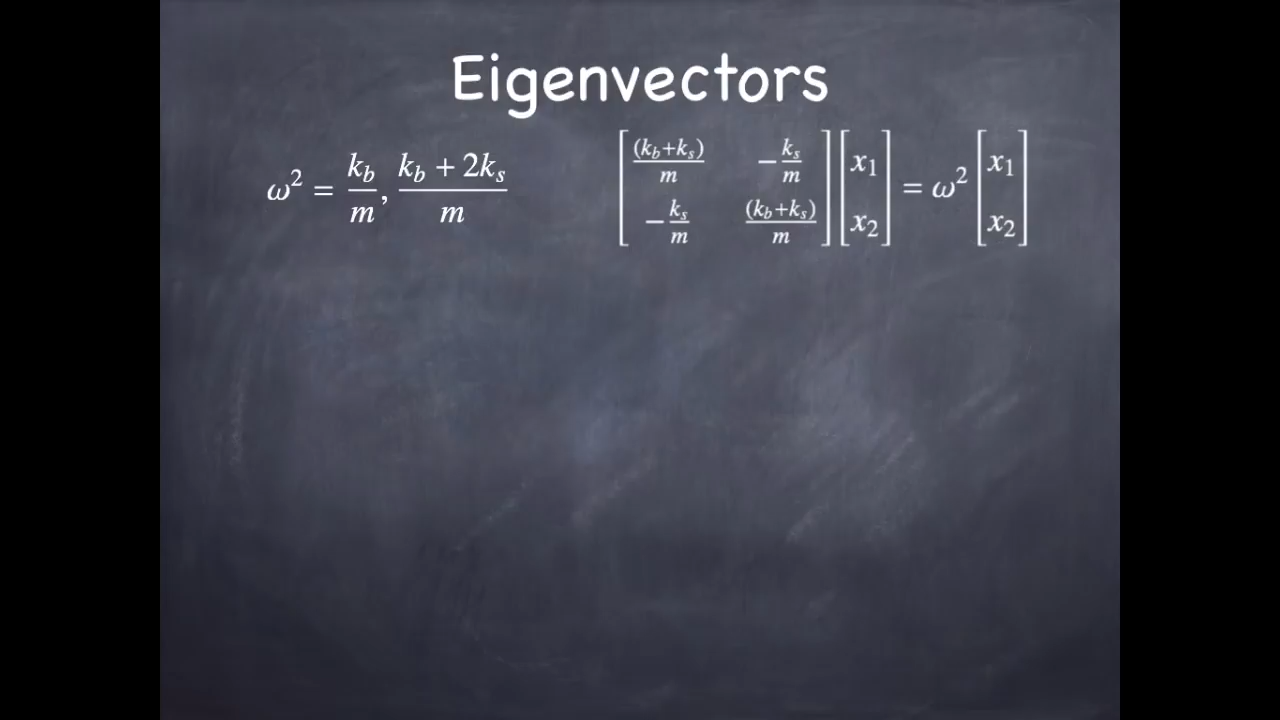 Eigenvectors
ω² = k_b/m, (k_b + 2k_s)/m
[(k_b+k_s)/m −k_s/m; −k_s/m (k_b+k_s)/m] [x₁; x₂] = ω² [x₁; x₂]